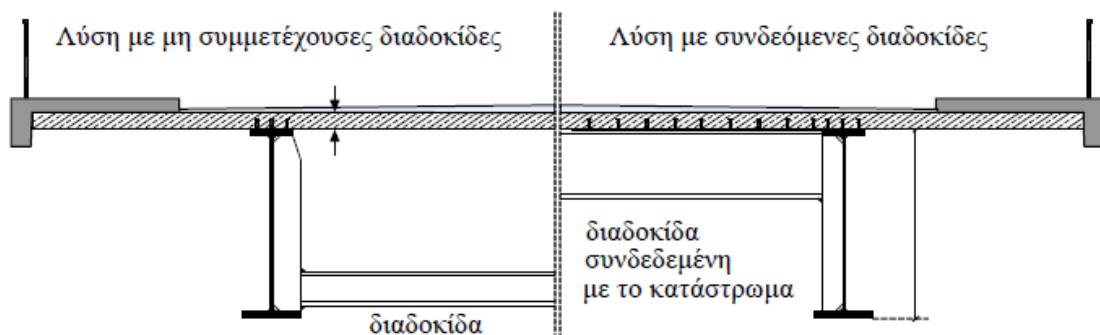 Λύση με μη συμμετέχουσες διαδοκίδες
Λύση με συνδεόμενες διαδοκίδες
διαδοκίδα
συνδεδεμένη
με το κατάστρωμα
διαδοκίδα